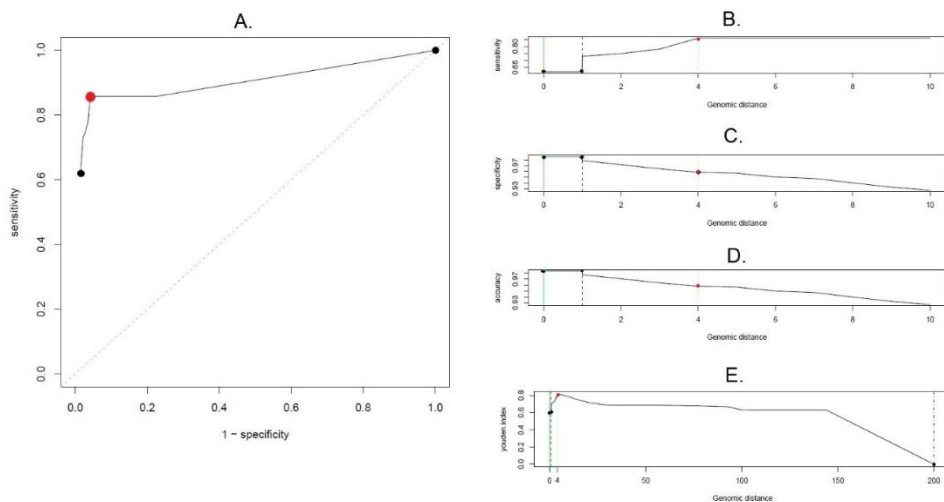 A.
1.0
0.8
0.6
0.4
0.2
0.0
sensitivity
0.0 0.2 0.4 0.6 0.8 1.0
1 − specificity
B.
0.80
0.65
sensitivity
0 2 4 6 8 10
Genomic distance
C.
0.97
0.93
specificity
0 2 4 6 8 10
Genomic distance
D.
0.97
0.93
accuracy
0 2 4 6 8 10
Genomic distance
E.
0.8
0.6
0.4
0.2
0.0
youden index
0 4 50 100 150 200
Genomic distance